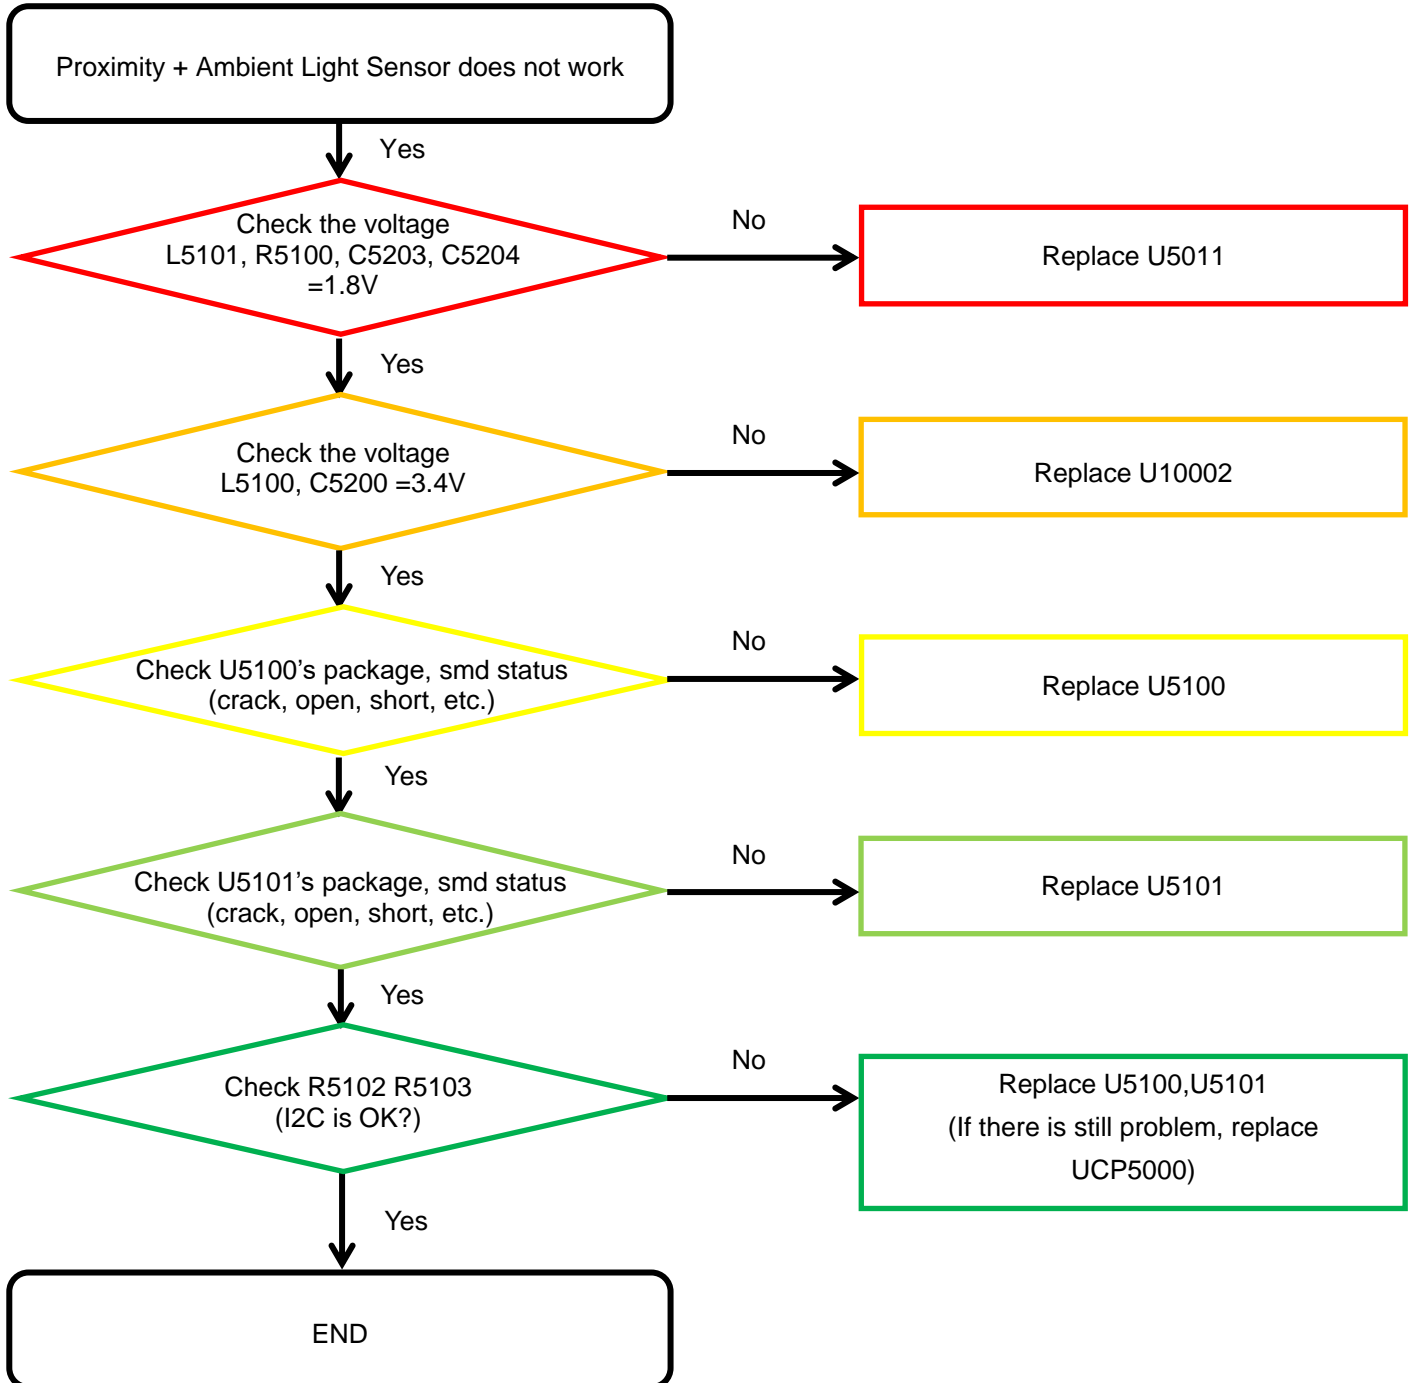 Proximity + Ambient Light Sensor does not work
Yes
Check the voltage
L5101, R5100, C5203, C5204
=1.8V
No
Replace U5011
Yes
Check the voltage
L5100, C5200 =3.4V
No
Replace U10002
Yes
Check U5100’s package, smd status
(crack, open, short, etc.)
No
Replace U5100
Yes
Check U5101’s package, smd status
(crack, open, short, etc.)
No
Replace U5101
Yes
Check R5102 R5103
(I2C is OK?)
No
Replace U5100,U5101
(If there is still problem, replace
UCP5000)
Yes
END